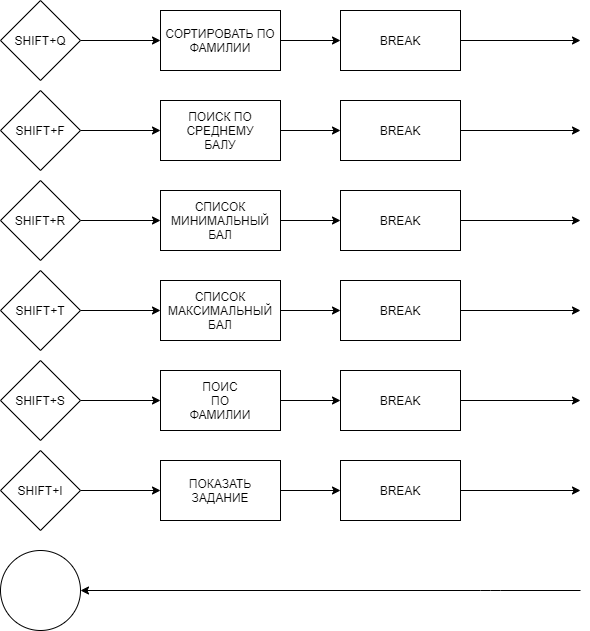 SHIFT+Q
СОРТИРОВАТЬ ПО
ФАМИЛИИ
BREAK
SHIFT+F
ПОИСК ПО
СРЕДНЕМУ
БАЛУ
BREAK
SHIFT+R
СПИСОК
МИНИМАЛЬНЫЙ
БАЛ
BREAK
SHIFT+T
СПИСОК
МАКСИМАЛЬНЫЙ
БАЛ
BREAK
SHIFT+S
ПОИС
ПО
ФАМИЛИИ
BREAK
SHIFT+I
ПОКАЗАТЬ
ЗАДАНИЕ
BREAK